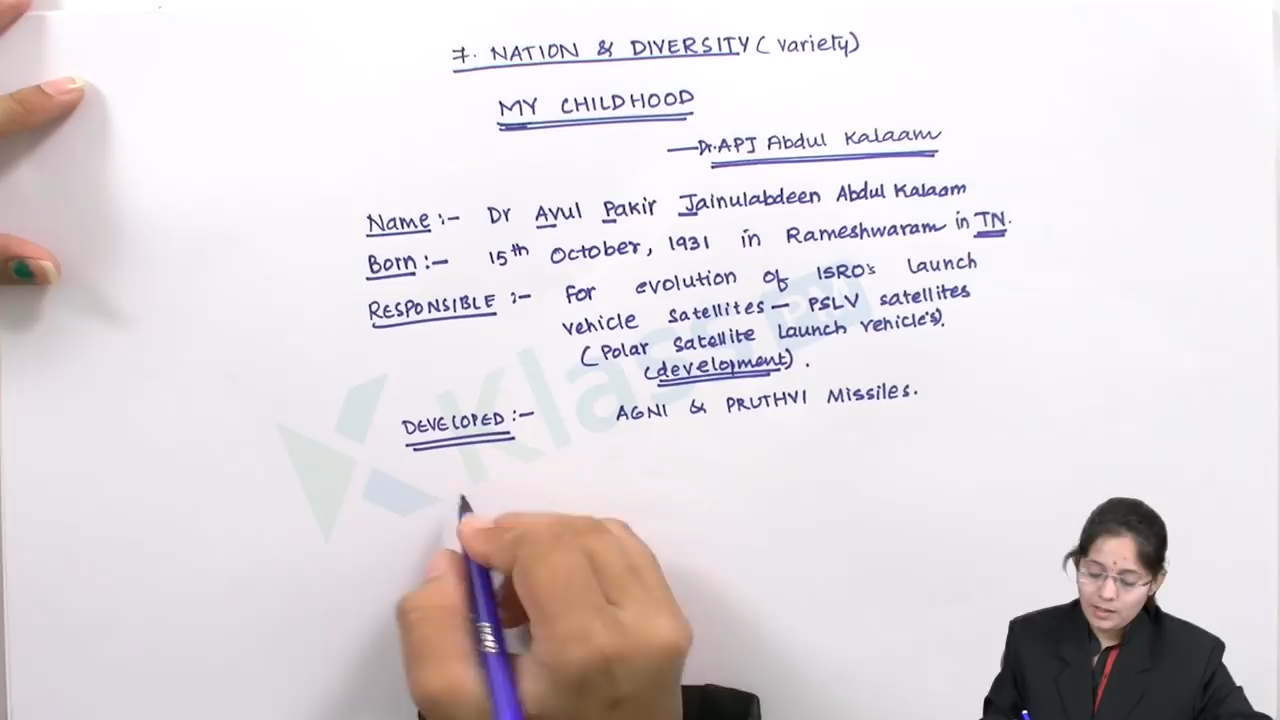 7. NATION & DIVERSITY (variety)
MY CHILDHOOD
— Dr. APJ Abdul Kalaam
Name :- Dr Avul Pakir Jainulabdeen Abdul Kalaam
Born :- 15th October, 1931 in Rameshwaram in TN.
RESPONSIBLE :- For evolution of ISRO's launch
vehicle satellites — PSLV satellites
(Polar Satellite Launch vehicle's).
(development).
DEVELOPED :- AGNI & PRUTHVI Missiles.